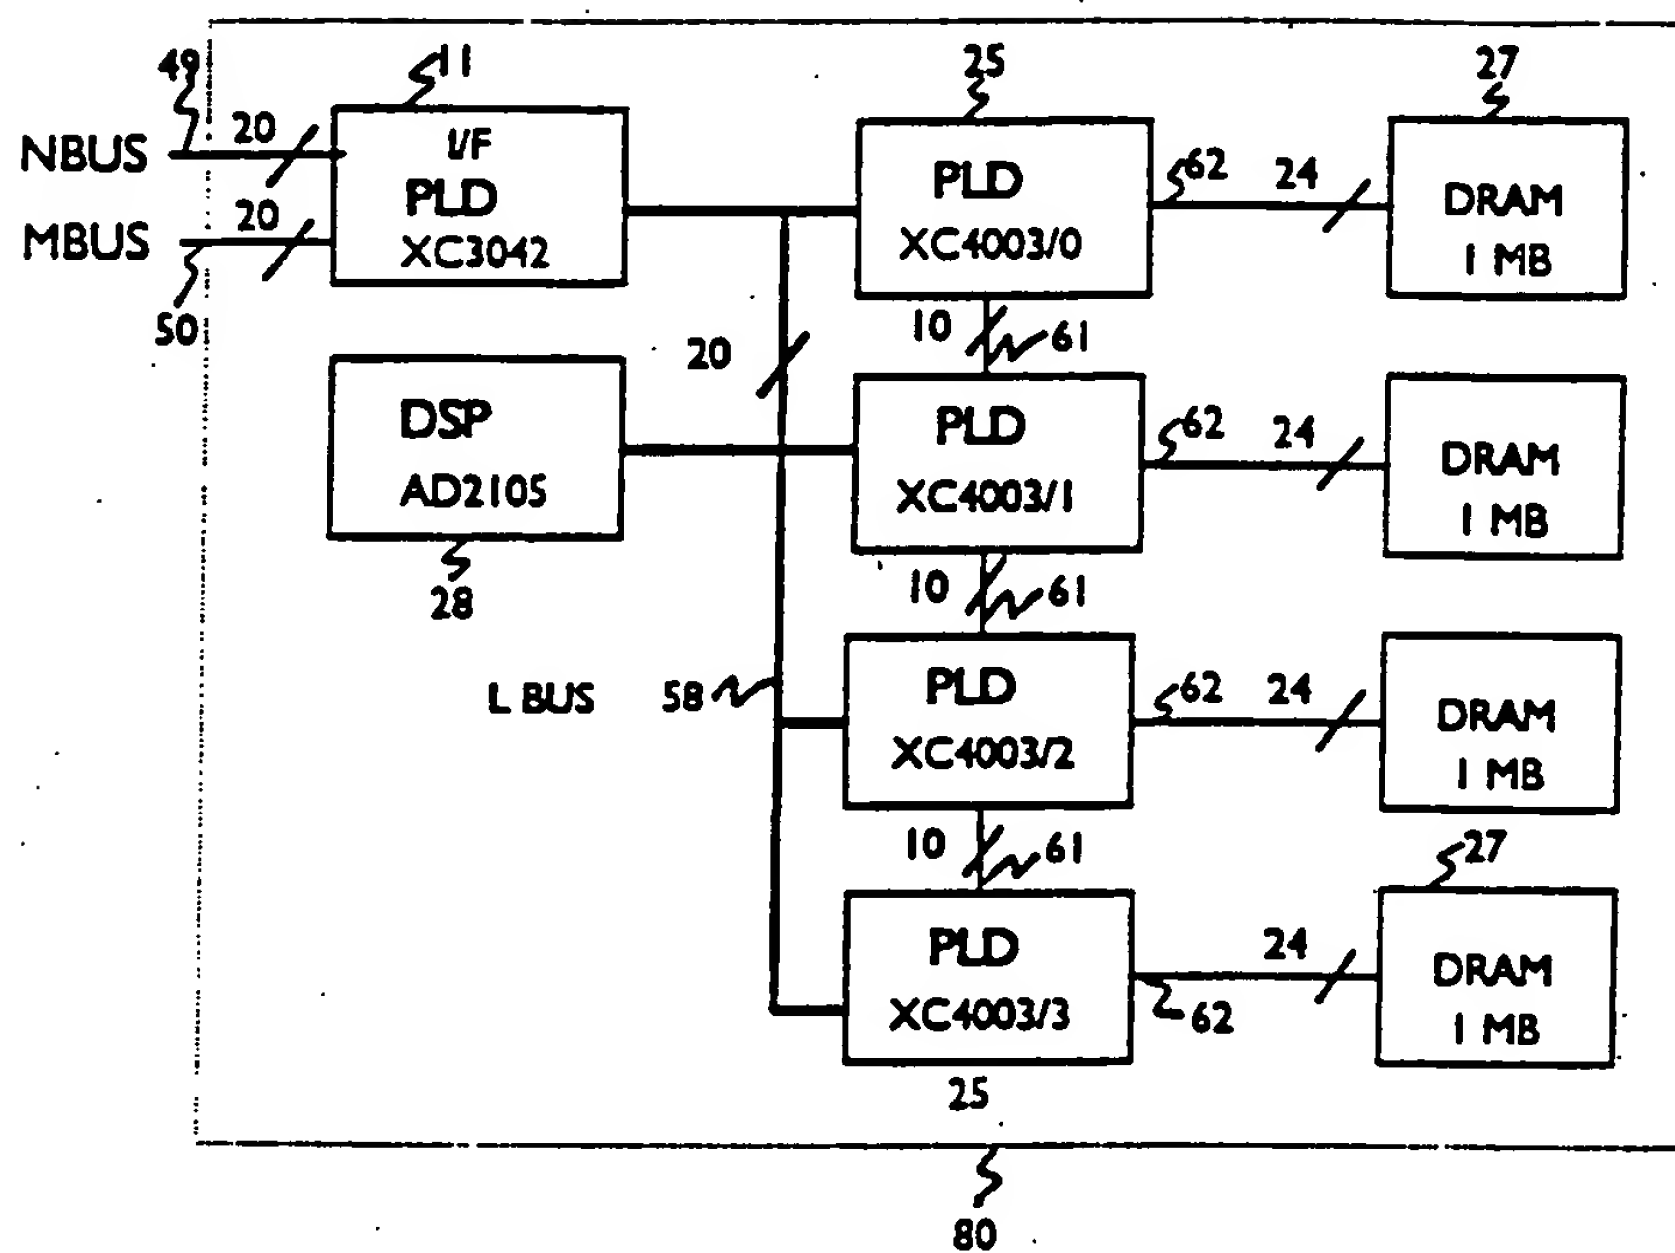 49
11
25
27
NBUS
20
I/F
PLD
XC3042
MBUS
20
50
PLD
XC4003/0
62
24
DRAM
1 MB
10
61
20
DSP
AD2105
28
PLD
XC4003/1
62
24
DRAM
1 MB
10
61
L BUS
58
PLD
XC4003/2
62
24
DRAM
1 MB
10
61
27
PLD
XC4003/3
24
62
DRAM
1 MB
25
80